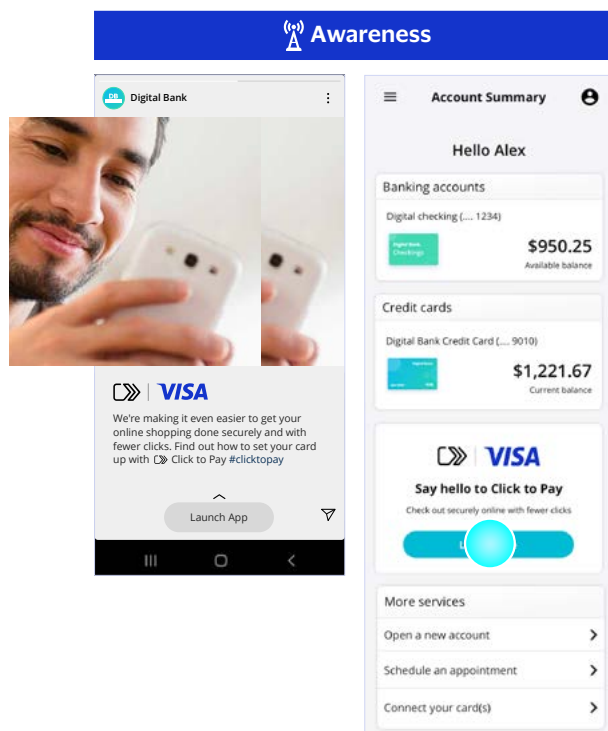 Awareness
DB
Digital Bank
VISA
We're making it even easier to get your
online shopping done securely and with
fewer clicks. Find out how to set your card
up with Click to Pay #clicktopay
Launch App
Account Summary
Hello Alex
Banking accounts
Digital checking (.... 1234)
Digital Bank
Checkings
$950.25
Available balance
Credit cards
Digital Bank Credit Card (.... 9010)
$1,221.67
Current balance
VISA
Say hello to Click to Pay
Check out securely online with fewer clicks
More services
Open a new account
Schedule an appointment
Connect your card(s)